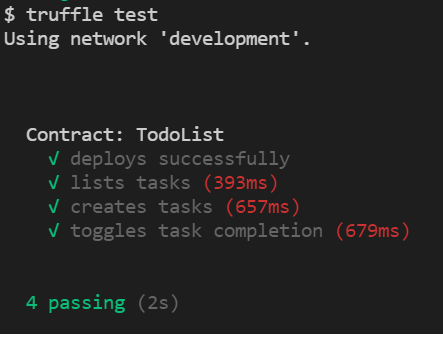 $ truffle test
Using network 'development'.
Contract: TodoList
√ deploys successfully
√ lists tasks (393ms)
√ creates tasks (657ms)
√ toggles task completion (679ms)
4 passing (2s)